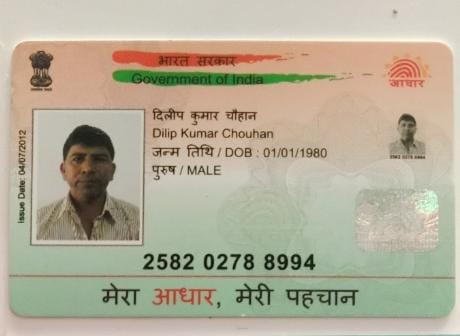 भारत सरकार
Government of India
आधार
दिलीप कुमार चौहान
Dilip Kumar Chouhan
जन्म तिथि / DOB : 01/01/1980
पुरुष / MALE
2582 0278 8994
Issue Date: 04/07/2012
2582 0278 8994
मेरा आधार, मेरी पहचान